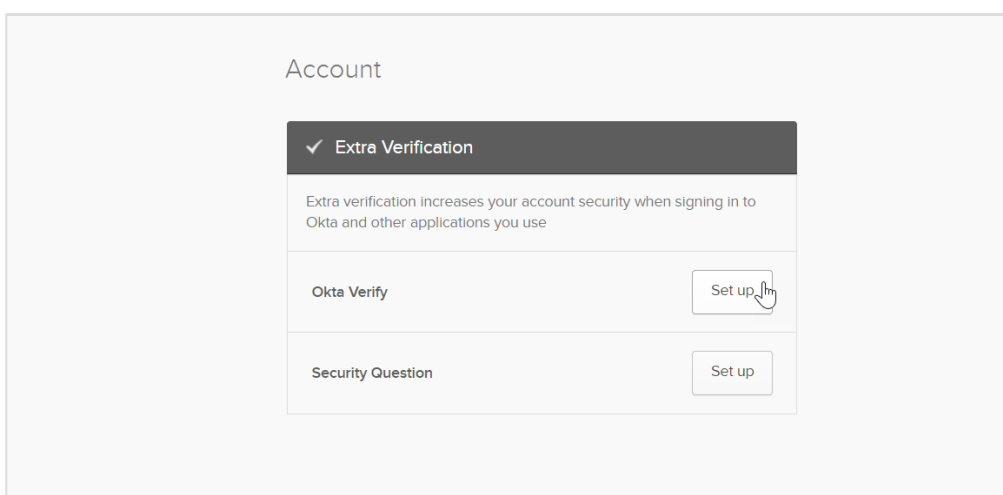 Account
Extra Verification
Extra verification increases your account security when signing in to
Okta and other applications you use
Okta Verify
Set up
Security Question
Set up